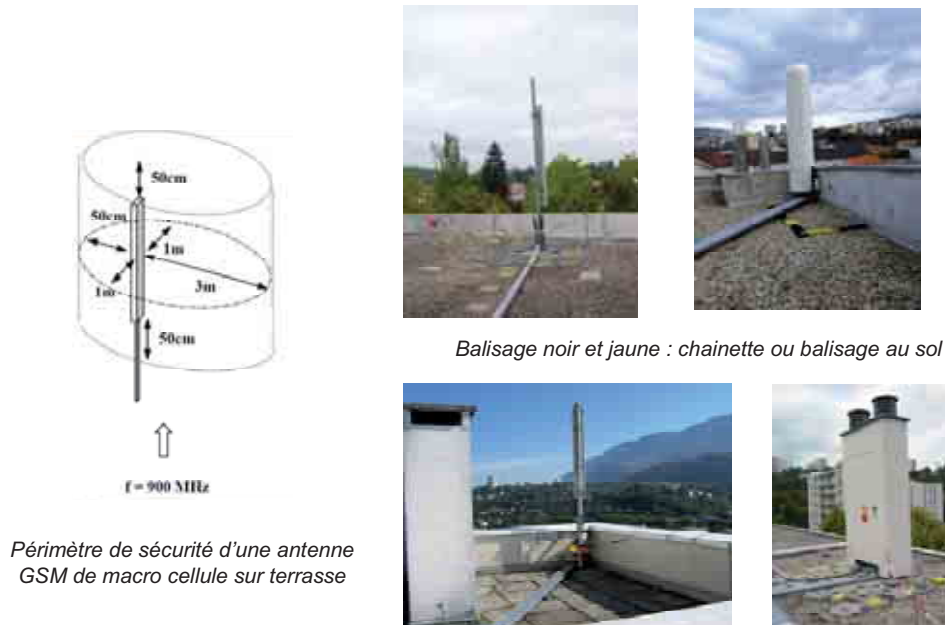 50cm
50cm
1m
1m
3m
50cm
f = 900 MHz
Périmètre de sécurité d'une antenne
GSM de macro cellule sur terrasse
Balisage noir et jaune : chainette ou balisage au sol